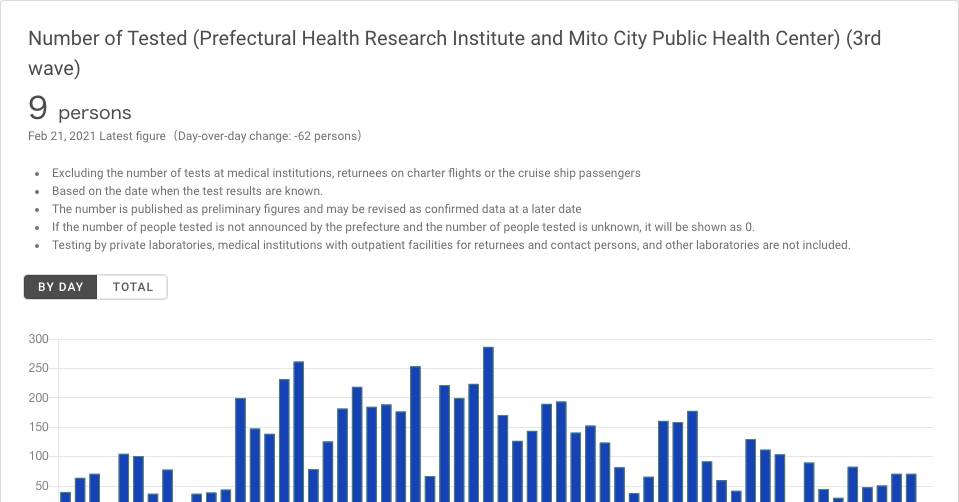 Number of Tested (Prefectural Health Research Institute and Mito City Public Health Center) (3rd
wave)
9 persons
Feb 21, 2021 Latest figure（Day-over-day change: -62 persons）
• Excluding the number of tests at medical institutions, returnees on charter flights or the cruise ship passengers
• Based on the date when the test results are known.
• The number is published as preliminary figures and may be revised as confirmed data at a later date
• If the number of people tested is not announced by the prefecture and the number of people tested is unknown, it will be shown as 0.
• Testing by private laboratories, medical institutions with outpatient facilities for returnees and contact persons, and other laboratories are not included.
BY DAY TOTAL
300
250
200
150
100
50